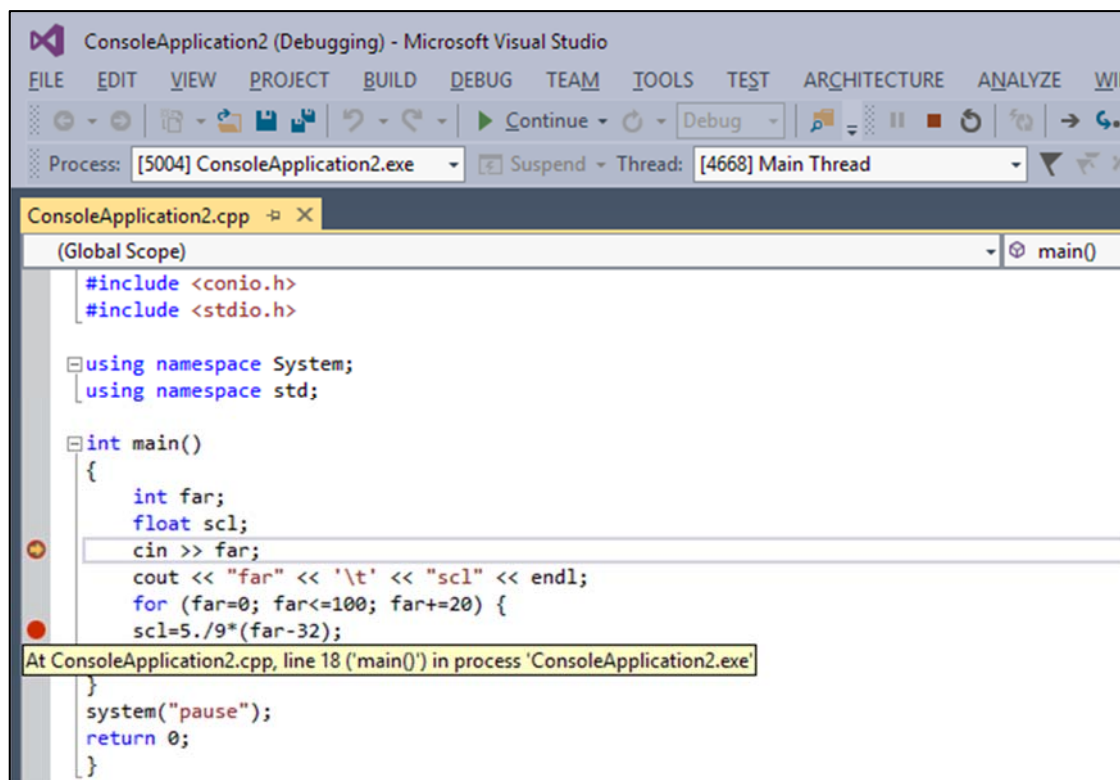 ConsoleApplication2 (Debugging) - Microsoft Visual Studio
FILE EDIT VIEW PROJECT BUILD DEBUG TEAM TOOLS TEST ARCHITECTURE ANALYZE
Continue Debug
Process: [5004] ConsoleApplication2.exe Suspend Thread: [4668] Main Thread
ConsoleApplication2.cpp
(Global Scope) main()
#include <conio.h>
#include <stdio.h>
using namespace System;
using namespace std;
int main()
{
int far;
float scl;
cin >> far;
cout << "far" << '\t' << "scl" << endl;
for (far=0; far<=100; far+=20) {
scl=5./9*(far-32);
At ConsoleApplication2.cpp, line 18 ('main()') in process 'ConsoleApplication2.exe'
}
system("pause");
return 0;
}